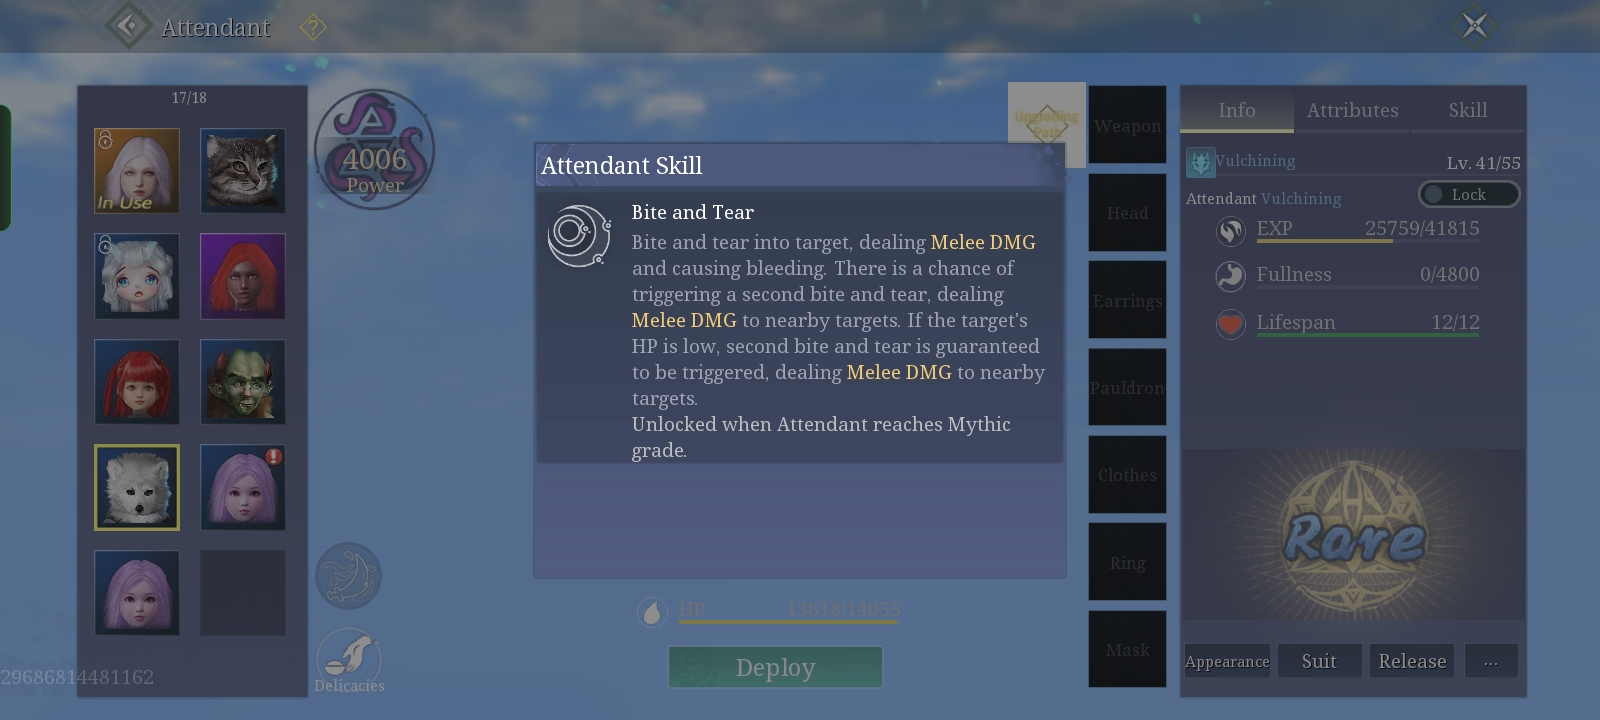 Attendant
?
17/18
In Use
4006
Power
Delicacies
29686814481162
Upgrading
Path
Attendant Skill
Bite and Tear
Bite and tear into target, dealing Melee DMG
and causing bleeding. There is a chance of
triggering a second bite and tear, dealing
Melee DMG to nearby targets. If the target's
HP is low, second bite and tear is guaranteed
to be triggered, dealing Melee DMG to nearby
targets.
Unlocked when Attendant reaches Mythic
grade.
HP 13818/14055
Deploy
Weapon
Head
Earrings
Pauldron
Clothes
Ring
Mask
Info Attributes Skill
Vulchining Lv. 41/55
Attendant Vulchining Lock
EXP 25759/41815
Fullness 0/4800
Lifespan 12/12
Rare
Appearance Suit Release ...